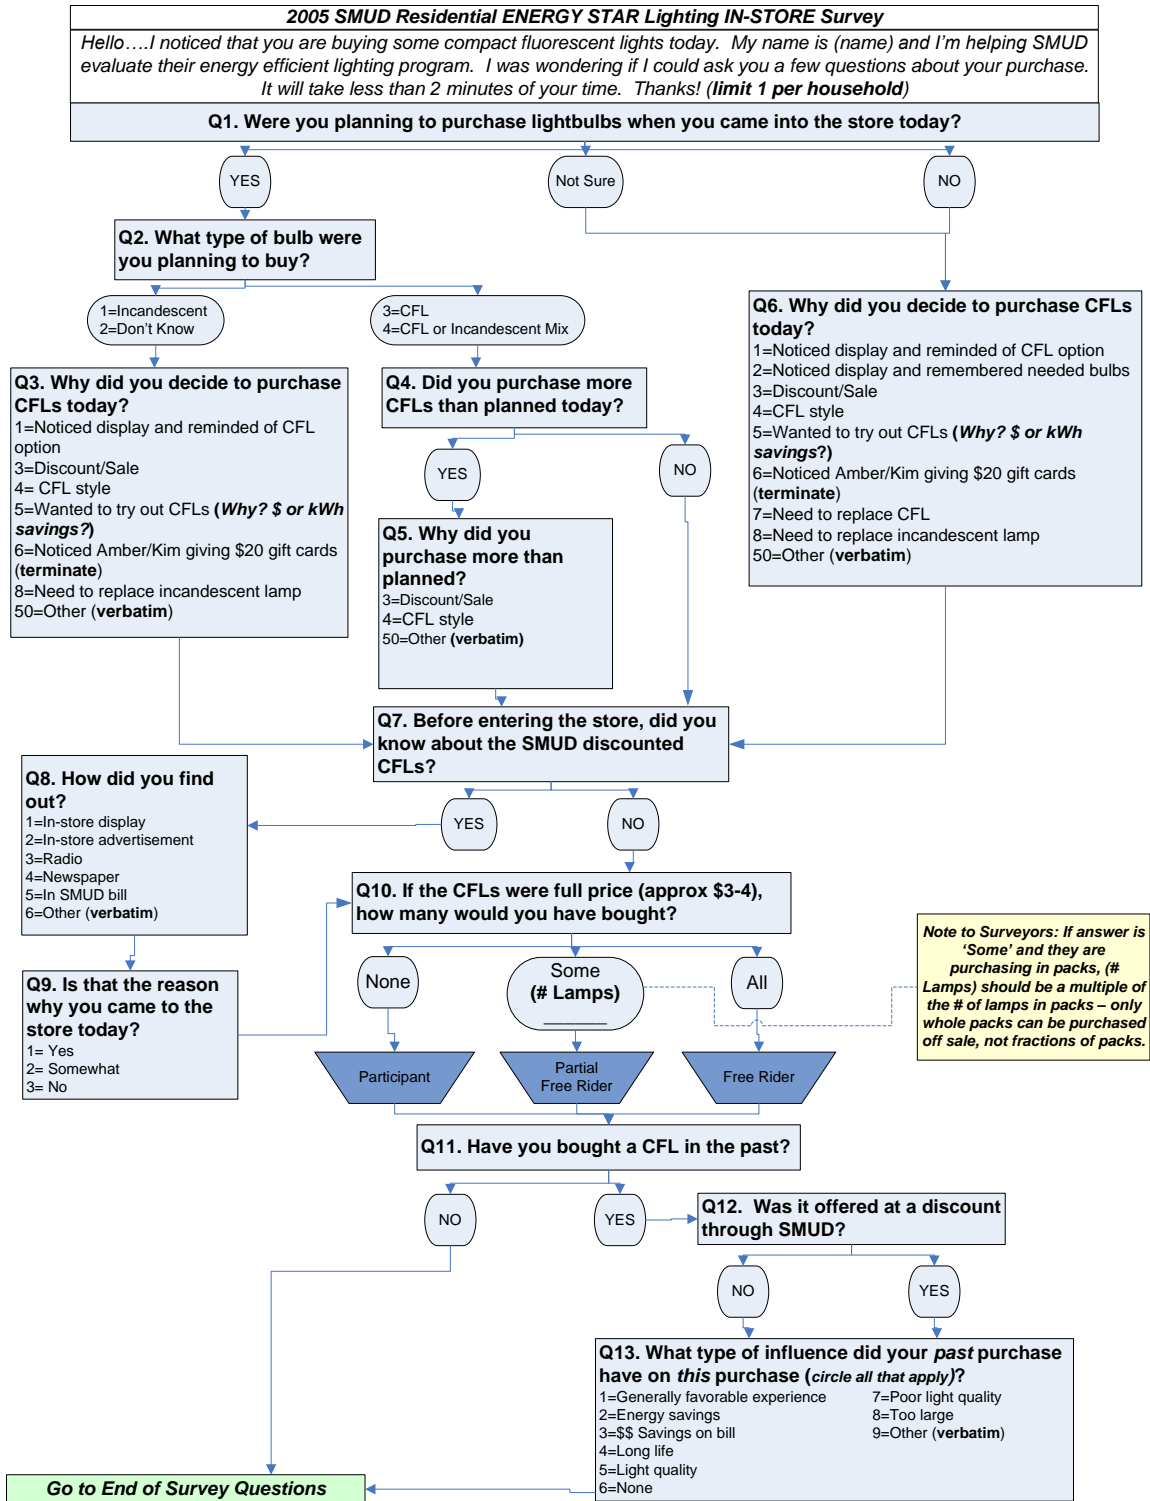 2005 SMUD Residential ENERGY STAR Lighting IN-STORE Survey
Hello….I noticed that you are buying some compact fluorescent lights today. My name is (name) and I'm helping SMUD
evaluate their energy efficient lighting program. I was wondering if I could ask you a few questions about your purchase.
It will take less than 2 minutes of your time. Thanks! (limit 1 per household)
Q1. Were you planning to purchase lightbulbs when you came into the store today?
YES
Not Sure
NO
Q2. What type of bulb were
you planning to buy?
1=Incandescent
2=Don't Know
3=CFL
4=CFL or Incandescent Mix
Q3. Why did you decide to purchase
CFLs today?
1=Noticed display and reminded of CFL
option
3=Discount/Sale
4= CFL style
5=Wanted to try out CFLs (Why? $ or kWh
savings?)
6=Noticed Amber/Kim giving $20 gift cards
(terminate)
8=Need to replace incandescent lamp
50=Other (verbatim)
Q4. Did you purchase more
CFLs than planned today?
YES
NO
Q5. Why did you
purchase more than
planned?
3=Discount/Sale
4=CFL style
50=Other (verbatim)
Q6. Why did you decide to purchase CFLs
today?
1=Noticed display and reminded of CFL option
2=Noticed display and remembered needed bulbs
3=Discount/Sale
4=CFL style
5=Wanted to try out CFLs (Why? $ or kWh
savings?)
6=Noticed Amber/Kim giving $20 gift cards
(terminate)
7=Need to replace CFL
8=Need to replace incandescent lamp
50=Other (verbatim)
Q7. Before entering the store, did you
know about the SMUD discounted
CFLs?
YES
NO
Q8. How did you find
out?
1=In-store display
2=In-store advertisement
3=Radio
4=Newspaper
5=In SMUD bill
6=Other (verbatim)
Q9. Is that the reason
why you came to the
store today?
1= Yes
2= Somewhat
3= No
Q10. If the CFLs were full price (approx $3-4),
how many would you have bought?
None
Some
(# Lamps)
______
All
Note to Surveyors: If answer is
'Some' and they are
purchasing in packs, (#
Lamps) should be a multiple of
the # of lamps in packs – only
whole packs can be purchased
off sale, not fractions of packs.
Participant
Partial
Free Rider
Free Rider
Q11. Have you bought a CFL in the past?
NO
YES
Q12. Was it offered at a discount
through SMUD?
NO
YES
Q13. What type of influence did your past purchase
have on this purchase (circle all that apply)?
1=Generally favorable experience
2=Energy savings
3=$$ Savings on bill
4=Long life
5=Light quality
6=None
7=Poor light quality
8=Too large
9=Other (verbatim)
Go to End of Survey Questions